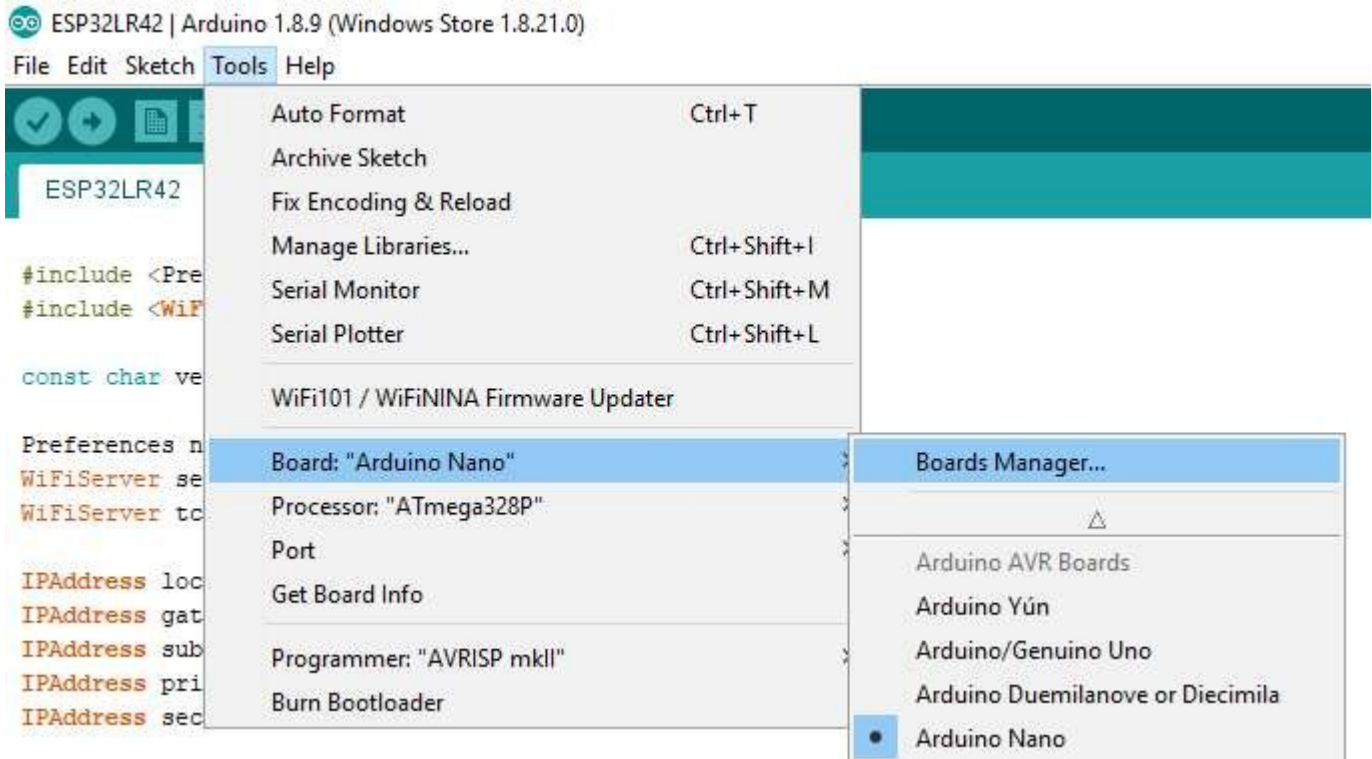 ESP32LR42 | Arduino 1.8.9 (Windows Store 1.8.21.0)
File Edit Sketch Tools Help
Auto Format Ctrl+T
Archive Sketch
Fix Encoding & Reload
Manage Libraries... Ctrl+Shift+I
Serial Monitor Ctrl+Shift+M
Serial Plotter Ctrl+Shift+L
WiFi101 / WiFiNINA Firmware Updater
Board: "Arduino Nano"
Processor: "ATmega328P"
Port
Get Board Info
Programmer: "AVRISP mkII"
Burn Bootloader
Boards Manager...
Arduino AVR Boards
Arduino Yún
Arduino/Genuino Uno
Arduino Duemilanove or Diecimila
Arduino Nano
ESP32LR42
#include <Pre
#include <WiF
const char ve
Preferences n
WiFiServer se
WiFiServer tc
IPAddress loc
IPAddress gat
IPAddress sub
IPAddress pri
IPAddress sec